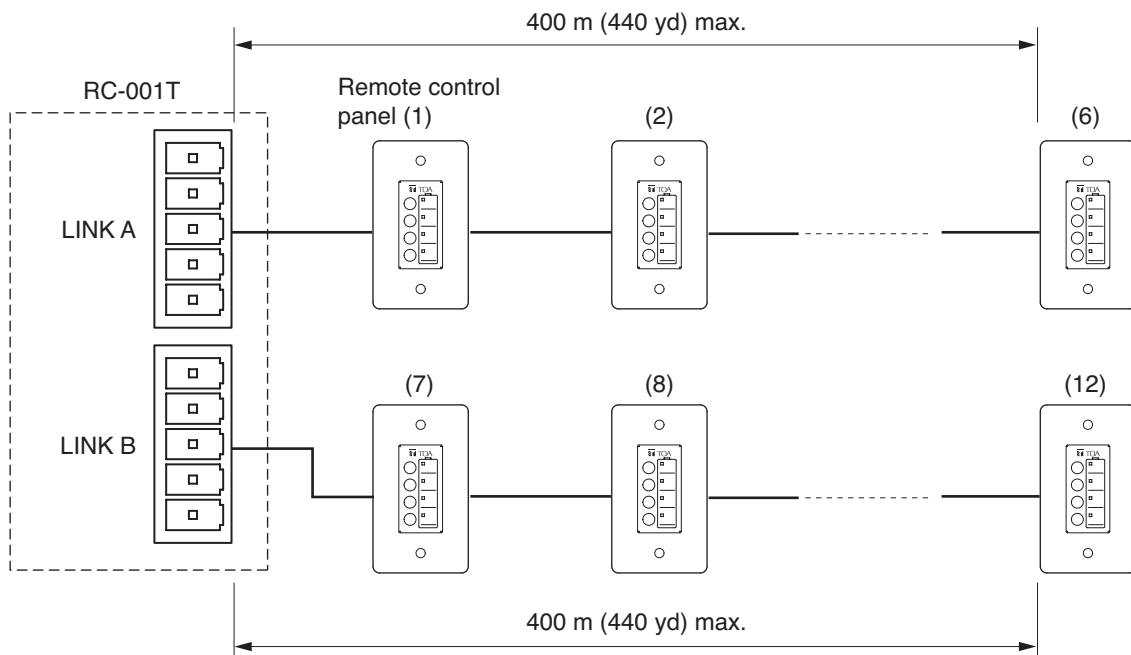 400 m (440 yd) max.
RC-001T
Remote control
panel (1)
(2)
(6)
LINK A
TOA
TOA
TOA
(7)
(8)
(12)
LINK B
TOA
TOA
TOA
400 m (440 yd) max.